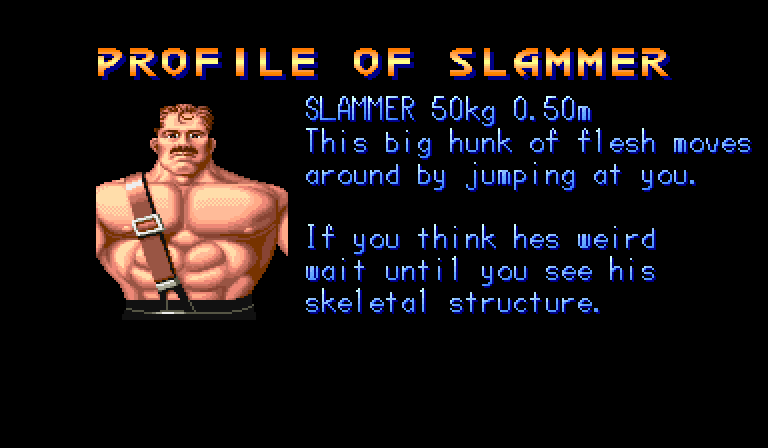 PROFILE OF SLAMMER
SLAMMER 50kg 0.50m
This big hunk of flesh moves
around by jumping at you.
If you think hes weird
wait until you see his
skeletal structure.